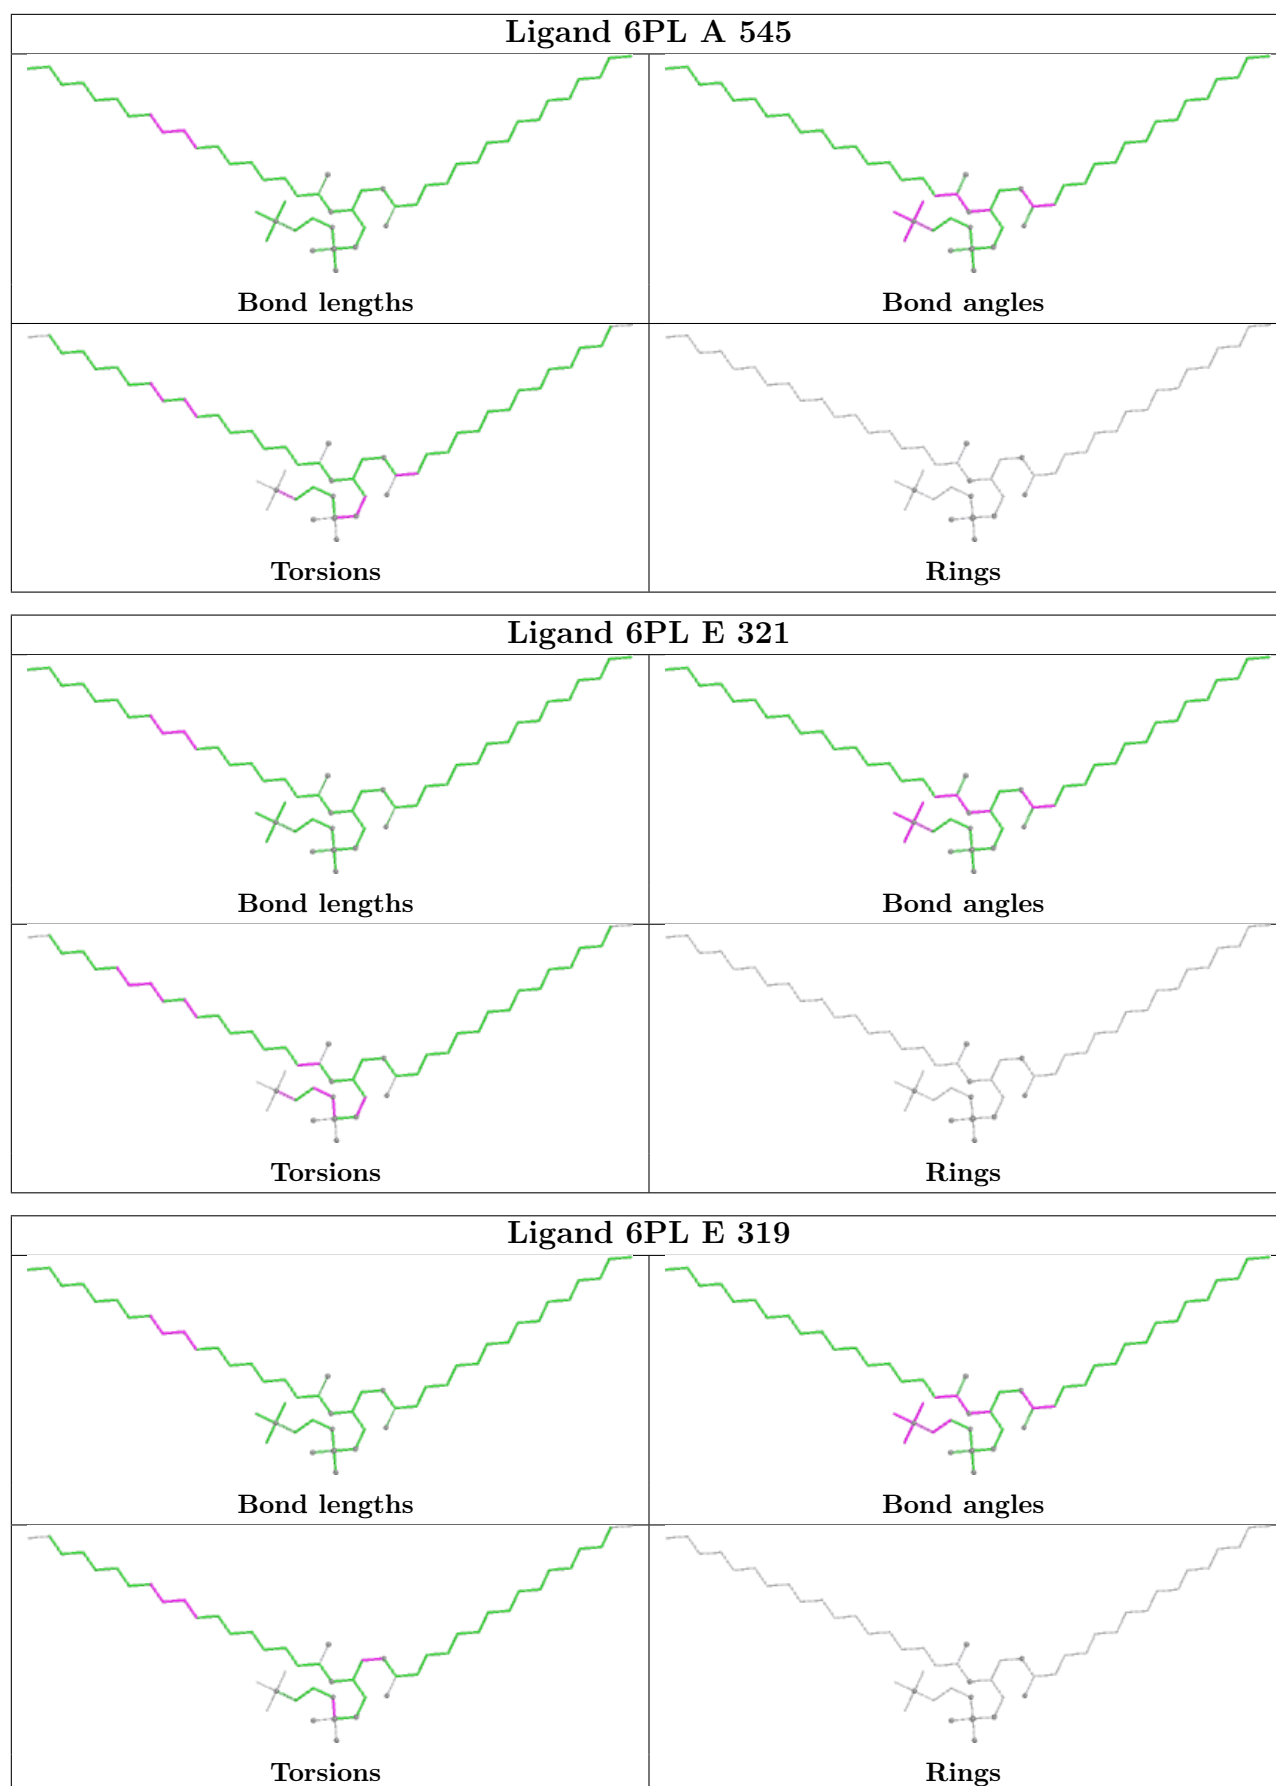 Ligand 6PL A 545
Bond lengths
Bond angles
Torsions
Rings
Ligand 6PL E 321
Bond lengths
Bond angles
Torsions
Rings
Ligand 6PL E 319
Bond lengths
Bond angles
Torsions
Rings